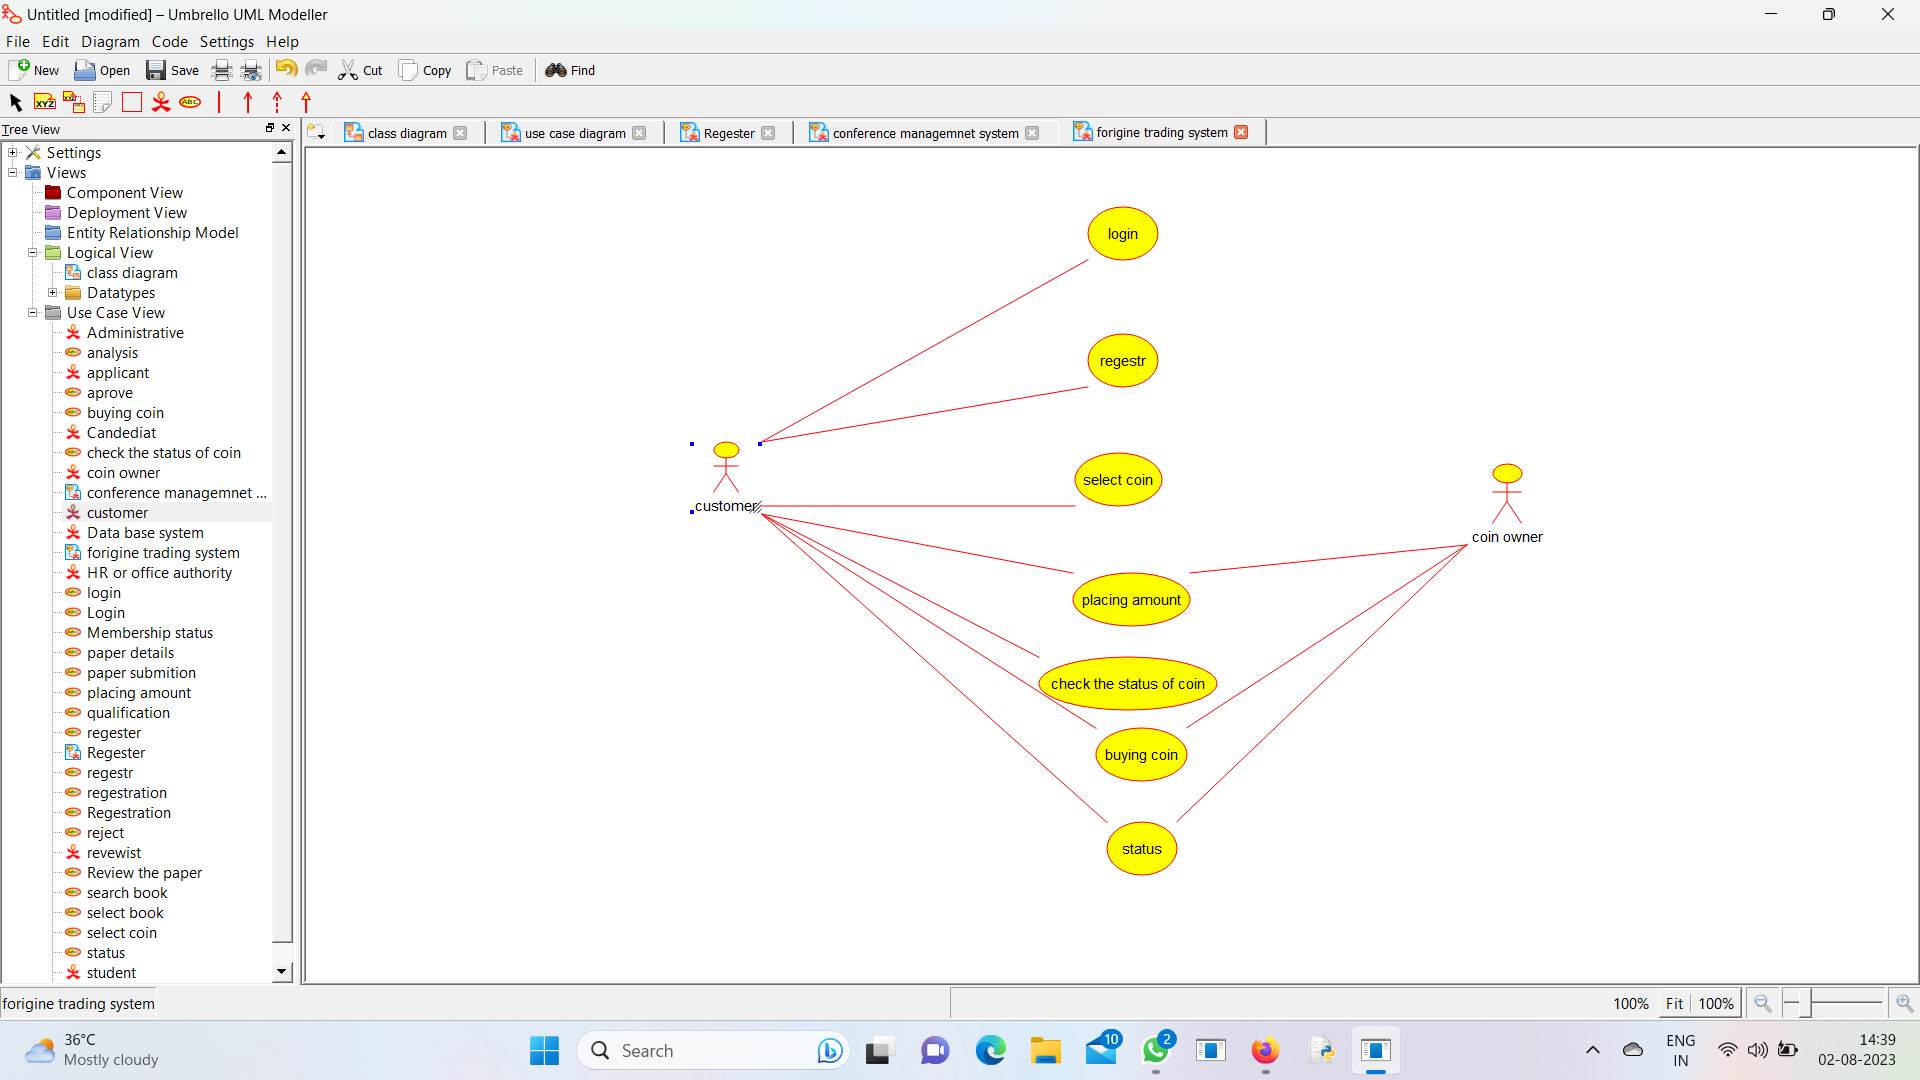 Untitled [modified] – Umbrello UML Modeller
File Edit Diagram Code Settings Help
New Open Save Cut Copy Paste Find
XYZ XYZ ABC
Tree View
class diagram use case diagram Regester conference managemnet system forigine trading system
Settings
Views
Component View
Deployment View
Entity Relationship Model
Logical View
class diagram
Datatypes
Use Case View
Administrative
analysis
applicant
aprove
buying coin
Candediat
check the status of coin
coin owner
conference managemnet ...
customer
Data base system
forigine trading system
HR or office authority
login
Login
Membership status
paper details
paper submition
placing amount
qualification
regester
Regester
regestr
regestration
Regestration
reject
revewist
Review the paper
search book
select book
select coin
status
student
login
regestr
select coin
customer
coin owner
placing amount
check the status of coin
buying coin
status
forigine trading system
100% Fit 100%
36°C
Mostly cloudy
Search
10
2
ENG
IN
14:39
02-08-2023